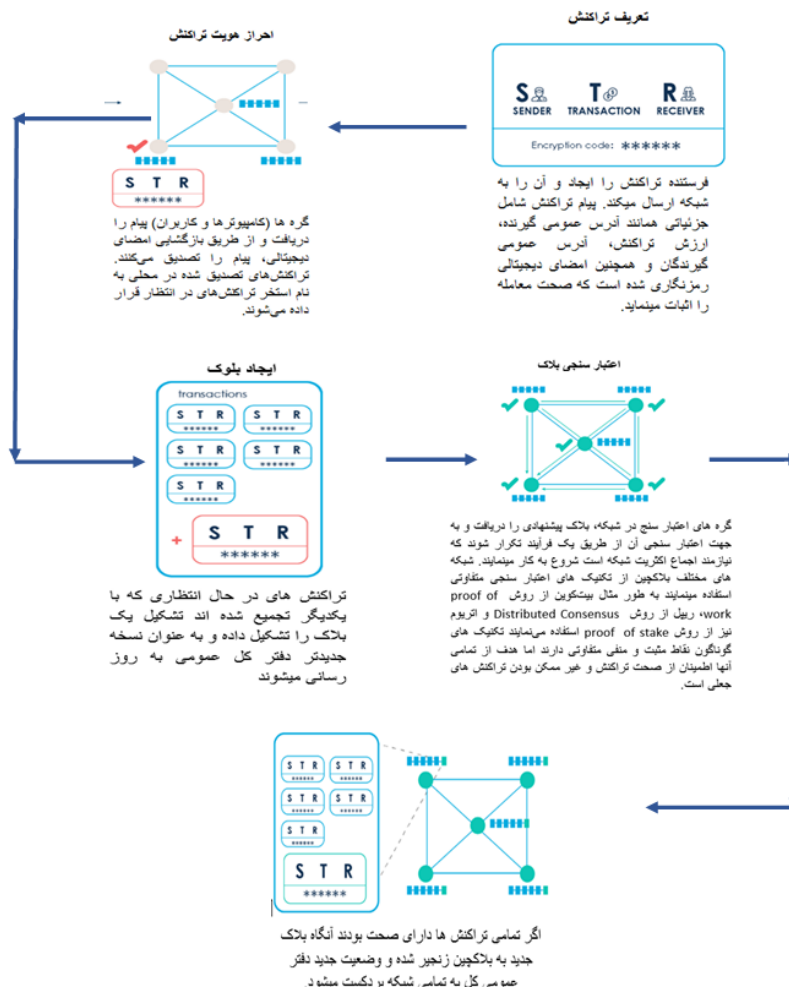 تعریف تراکنش
S T R
SENDER TRANSACTION RECEIVER
Encryption code: ******
فرستنده تراکنش را ایجاد و آن را به
شبکه ارسال میکند. پیام تراکنش شامل
جزئیاتی همانند آدرس عمومی گیرنده،
ارزش تراکنش، آدرس عمومی
گیرندگان و همچنین امضای دیجیتالی
رمزنگاری شده است که صحت معامله
را اثبات مینماید.
احراز هویت تراکنش
S T R
******
گره ها (کامپیوترها و کاربران) پیام را
دریافت و از طریق بازگشایی امضای
دیجیتالی، پیام را تصدیق می‌کنند.
تراکنش‌های تصدیق شده در محلی به
نام استخر تراکنش‌های در انتظار قرار
داده می‌شوند.
ایجاد بلوک
transactions
S T R S T R
****** ******
S T R S T R
****** ******
S T R
******
+ S T R
******
تراکنش های در حال انتظاری که با
یکدیگر تجمیع شده اند تشکیل یک
بلاک را تشکیل داده و به عنوان نسخه
جدیدتر دفتر کل عمومی به روز
رسانی میشوند
اعتبار سنجی بلاک
گره های اعتبار سنج در شبکه، بلاک پیشنهادی را دریافت و به
جهت اعتبار سنجی آن از طریق یک فرآیند تکرار شوند که
نیازمند اجماع اکثریت شبکه است شروع به کار مینمایند. شبکه
های مختلف بلاکچین از تکنیک های اعتبار سنجی متفاوتی
استفاده مینمایند به طور مثال بیت‌کوین از روش proof of
work، ریپل از روش Distributed Consensus و اتریوم
نیز از روش proof of stake استفاده می‌نمایند تکنیک های
گوناگون نقاط مثبت و منفی متفاوتی دارند اما هدف از تمامی
آنها اطمینان از صحت تراکنش و غیر ممکن بودن تراکنش های
جعلی است.
S T R S T R
****** ******
S T R S T R
****** ******
S T R
******
S T R
******
اگر تمامی تراکنش ها دارای صحت بودند آنگاه بلاک
جدید به بلاکچین زنجیر شده و وضعیت جدید دفتر
عمومی کل به تمامی شبکه بردکست میشود.